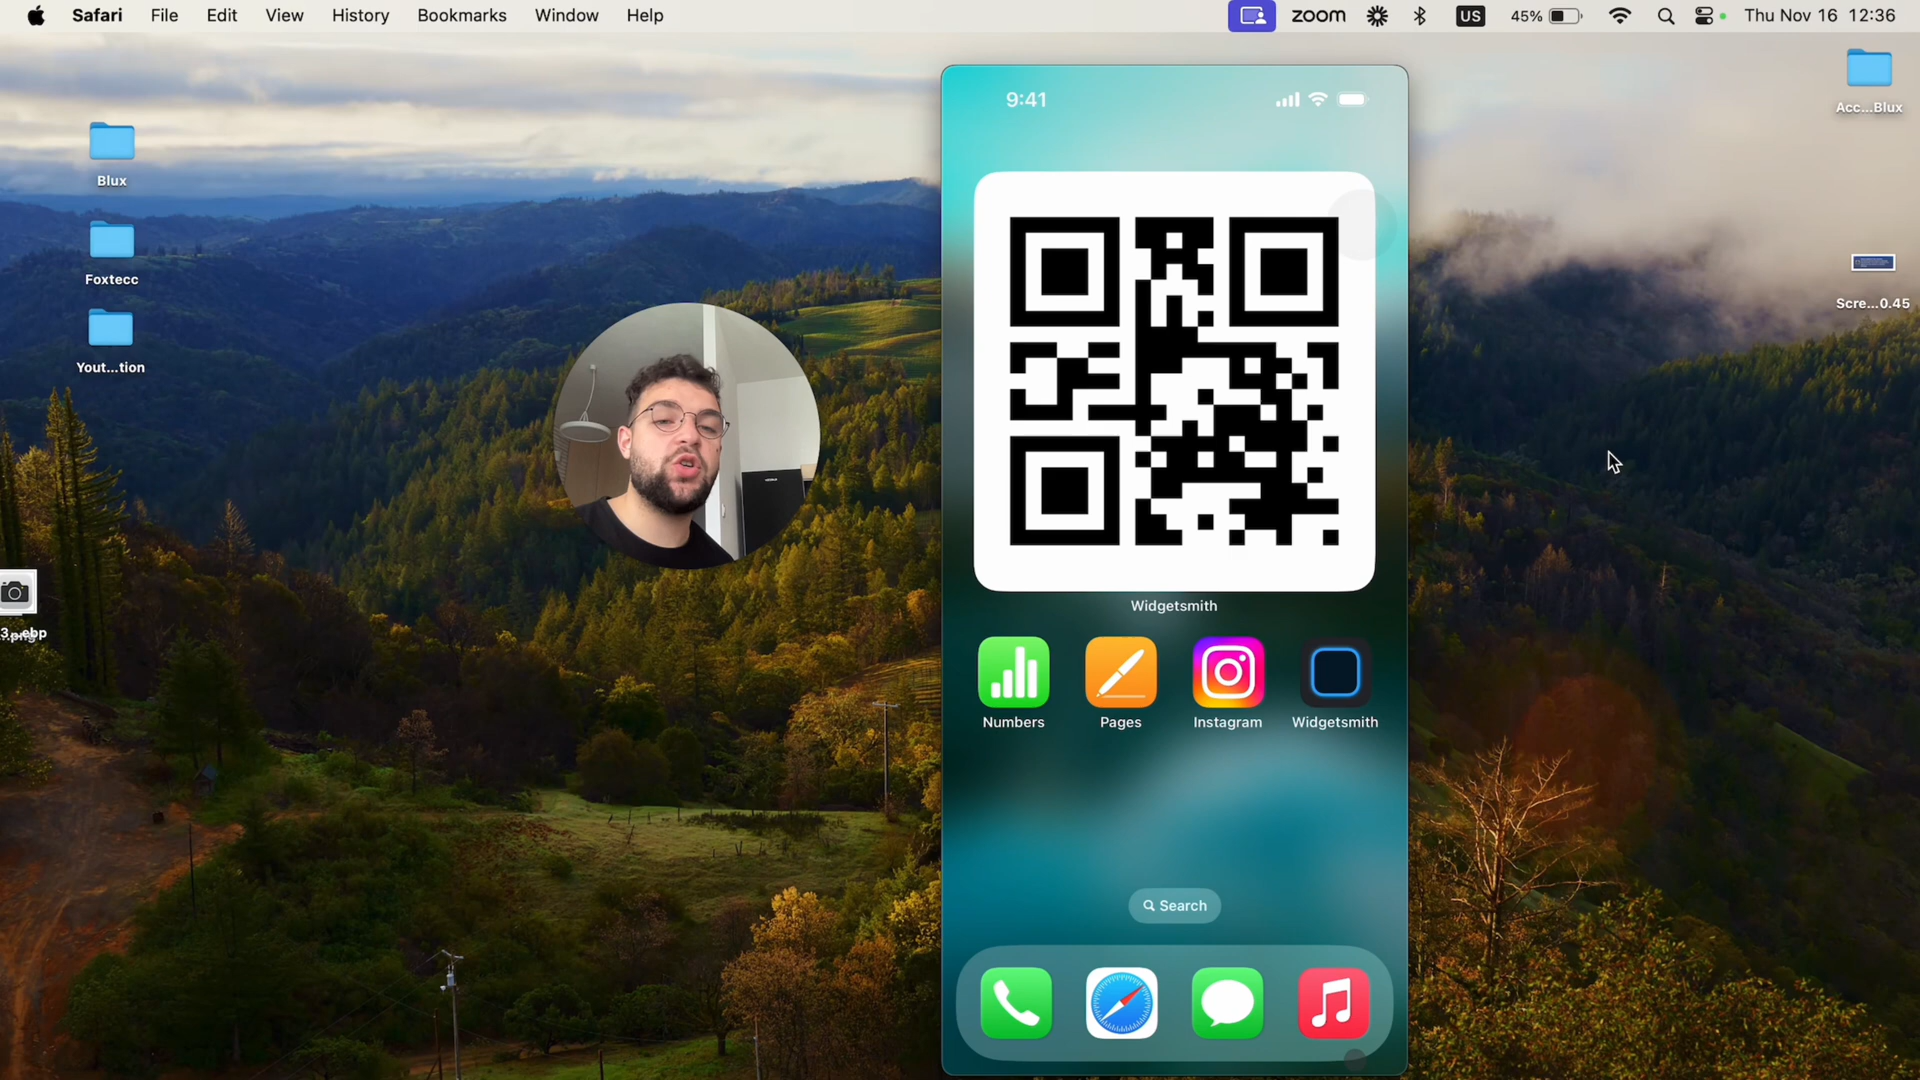 Safari File Edit View History Bookmarks Window Help
zoom US 45% Thu Nov 16 12:36
9:41
Acc...Blux
Blux
Foxtecc
Scre...0.45
Yout...tion
Widgetsmith
Numbers Pages Instagram Widgetsmith
Search